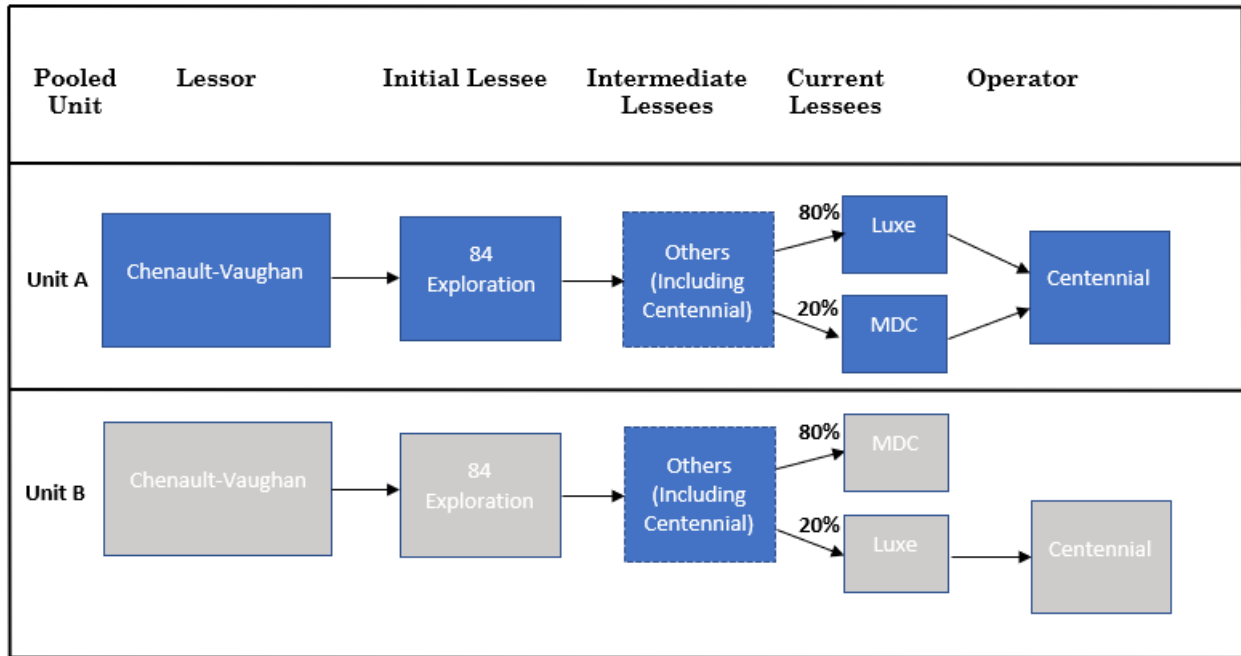 Pooled Unit
Lessor
Initial Lessee
Intermediate Lessees
Current Lessees
Operator
Unit A
Chenault-Vaughan
84
Exploration
Others
(Including
Centennial)
80%
Luxe
20%
MDC
Centennial
Unit B
Chenault-Vaughan
84
Exploration
Others
(Including
Centennial)
80%
MDC
20%
Luxe
Centennial